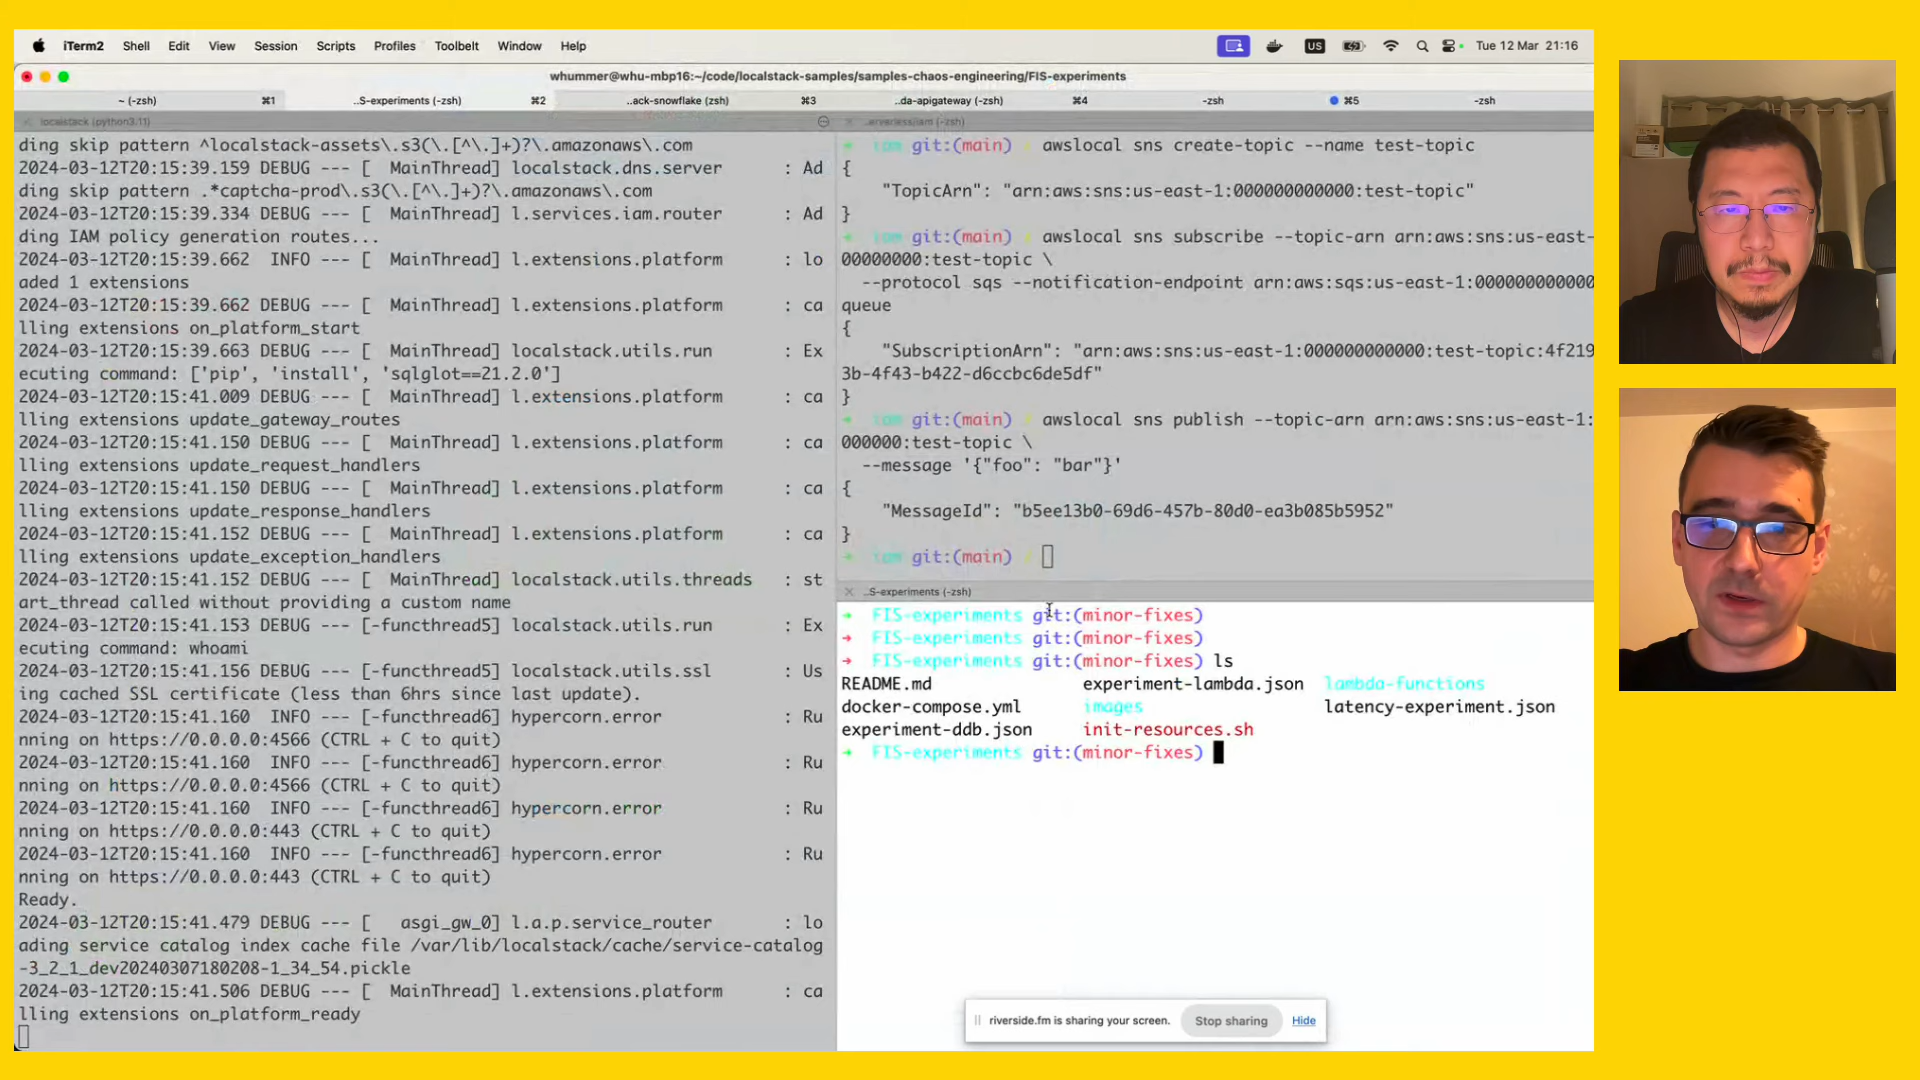 iTerm2 Shell Edit View Session Scripts Profiles Toolbelt Window Help US Tue 12 Mar 21:16
whummer@whu-mbp16:~/code/localstack-samples/samples-chaos-engineering/FIS-experiments
~ (-zsh) ⌘1 ..S-experiments (-zsh) ⌘2 ..ack-snowflake (zsh) ⌘3 ..da-apigateway (-zsh) ⌘4 -zsh ⌘5 -zsh
localstack (python3.11)
ding skip pattern ^localstack-assets\.s3(\.[^\.]+)?\.amazonaws\.com
2024-03-12T20:15:39.159 DEBUG --- [  MainThread] localstack.dns.server : Ad
ding skip pattern .*captcha-prod\.s3(\.[^\.]+)?\.amazonaws\.com
2024-03-12T20:15:39.334 DEBUG --- [  MainThread] l.services.iam.router : Ad
ding IAM policy generation routes...
2024-03-12T20:15:39.662  INFO --- [  MainThread] l.extensions.platform : lo
aded 1 extensions
2024-03-12T20:15:39.662 DEBUG --- [  MainThread] l.extensions.platform : ca
lling extensions on_platform_start
2024-03-12T20:15:39.663 DEBUG --- [  MainThread] localstack.utils.run : Ex
ecuting command: ['pip', 'install', 'sqlglot==21.2.0']
2024-03-12T20:15:41.009 DEBUG --- [  MainThread] l.extensions.platform : ca
lling extensions update_gateway_routes
2024-03-12T20:15:41.150 DEBUG --- [  MainThread] l.extensions.platform : ca
lling extensions update_request_handlers
2024-03-12T20:15:41.150 DEBUG --- [  MainThread] l.extensions.platform : ca
lling extensions update_response_handlers
2024-03-12T20:15:41.152 DEBUG --- [  MainThread] l.extensions.platform : ca
lling extensions update_exception_handlers
2024-03-12T20:15:41.152 DEBUG --- [  MainThread] localstack.utils.threads : st
art_thread called without providing a custom name
2024-03-12T20:15:41.153 DEBUG --- [-functhread5] localstack.utils.run : Ex
ecuting command: whoami
2024-03-12T20:15:41.156 DEBUG --- [-functhread5] localstack.utils.ssl : Us
ing cached SSL certificate (less than 6hrs since last update).
2024-03-12T20:15:41.160  INFO --- [-functhread6] hypercorn.error : Ru
nning on https://0.0.0.0:4566 (CTRL + C to quit)
2024-03-12T20:15:41.160  INFO --- [-functhread6] hypercorn.error : Ru
nning on https://0.0.0.0:4566 (CTRL + C to quit)
2024-03-12T20:15:41.160  INFO --- [-functhread6] hypercorn.error : Ru
nning on https://0.0.0.0:443 (CTRL + C to quit)
2024-03-12T20:15:41.160  INFO --- [-functhread6] hypercorn.error : Ru
nning on https://0.0.0.0:443 (CTRL + C to quit)
Ready.
2024-03-12T20:15:41.479 DEBUG --- [  asgi_gw_0] l.a.p.service_router : lo
ading service catalog index cache file /var/lib/localstack/cache/service-catalog
-3_2_1_dev20240307180208-1_34_54.pickle
2024-03-12T20:15:41.506 DEBUG --- [  MainThread] l.extensions.platform : ca
lling extensions on_platform_ready
..erverless/iam (-zsh)
iam git:(main) awslocal sns create-topic --name test-topic
{
"TopicArn": "arn:aws:sns:us-east-1:000000000000:test-topic"
}
iam git:(main) awslocal sns subscribe --topic-arn arn:aws:sns:us-east-
00000000:test-topic \
--protocol sqs --notification-endpoint arn:aws:sqs:us-east-1:000000000000
queue
{
"SubscriptionArn": "arn:aws:sns:us-east-1:000000000000:test-topic:4f219
3b-4f43-b422-d6ccbc6de5df"
}
iam git:(main) awslocal sns publish --topic-arn arn:aws:sns:us-east-1:
000000:test-topic \
--message '{"foo": "bar"}'
{
"MessageId": "b5ee13b0-69d6-457b-80d0-ea3b085b5952"
}
iam git:(main)
..S-experiments (-zsh)
➜ FIS-experiments git:(minor-fixes)
➜ FIS-experiments git:(minor-fixes)
➜ FIS-experiments git:(minor-fixes) ls
README.md experiment-lambda.json lambda-functions
docker-compose.yml images latency-experiment.json
experiment-ddb.json init-resources.sh
➜ FIS-experiments git:(minor-fixes)
riverside.fm is sharing your screen. Stop sharing Hide